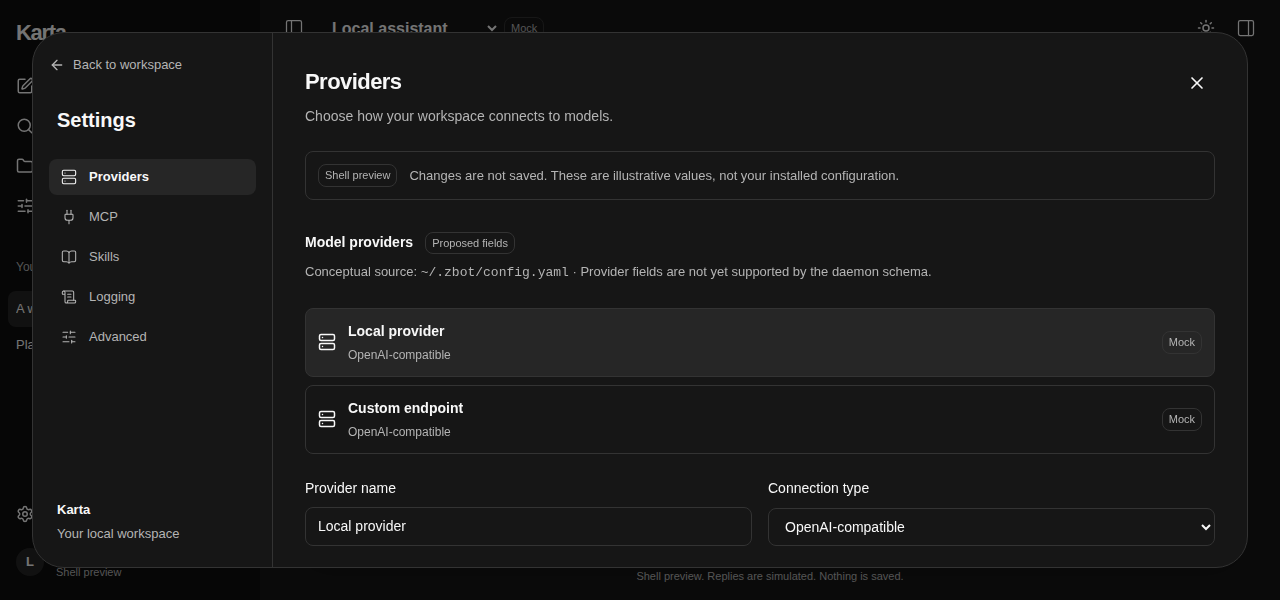 Karta
Local assistant
Mock
Back to workspace
Settings
Providers
MCP
Skills
Logging
Advanced
Karta
Your local workspace
Providers
Choose how your workspace connects to models.
Shell preview
Changes are not saved. These are illustrative values, not your installed configuration.
Model providers
Proposed fields
Conceptual source: ~/.zbot/config.yaml · Provider fields are not yet supported by the daemon schema.
Local provider
OpenAI-compatible
Mock
Custom endpoint
OpenAI-compatible
Mock
Provider name
Connection type
Local provider
OpenAI-compatible
L
Shell preview
Shell preview. Replies are simulated. Nothing is saved.